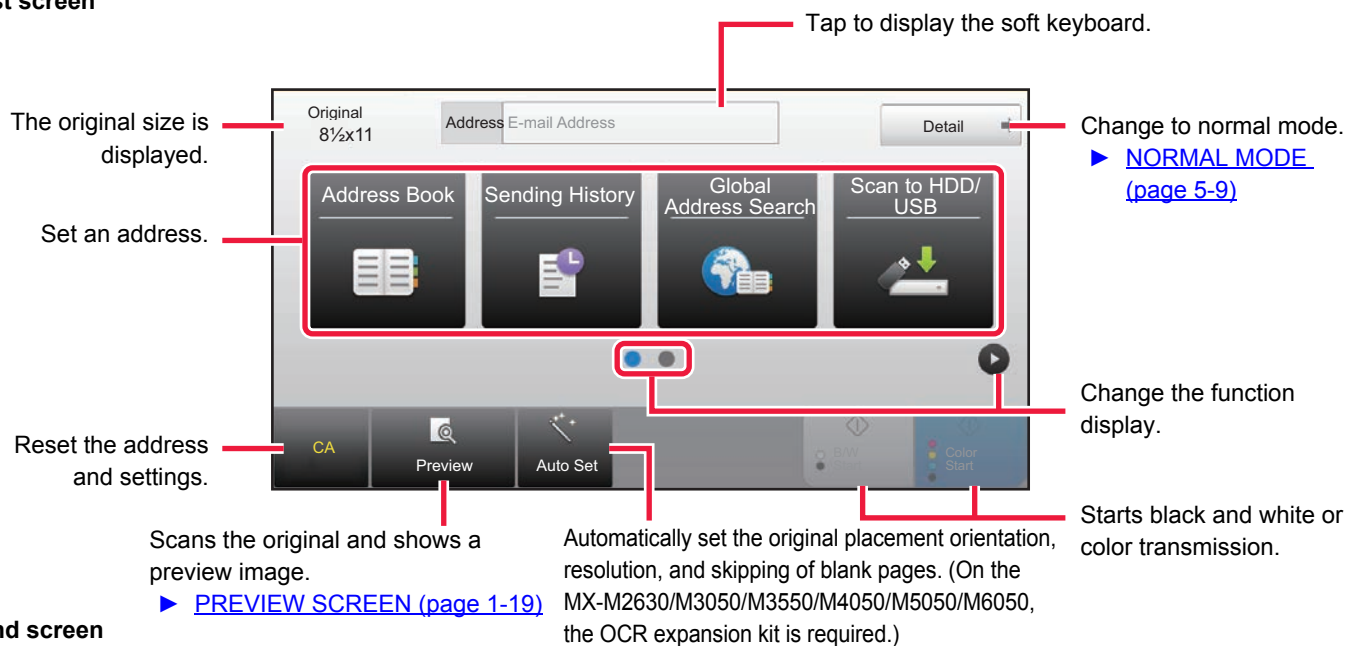 st screen
Tap to display the soft keyboard.
The original size is
displayed.
Original
8½x11
Address E-mail Address
Detail
Change to normal mode.
► NORMAL MODE
(page 5-9)
Set an address.
Address Book
Sending History
Global
Address Search
Scan to HDD/
USB
Change the function
display.
Reset the address
and settings.
CA
Preview
Auto Set
B/W
Start
Color
Start
Starts black and white or
color transmission.
Scans the original and shows a
preview image.
► PREVIEW SCREEN (page 1-19)
Automatically set the original placement orientation,
resolution, and skipping of blank pages. (On the
MX-M2630/M3050/M3550/M4050/M5050/M6050,
the OCR expansion kit is required.)
nd screen